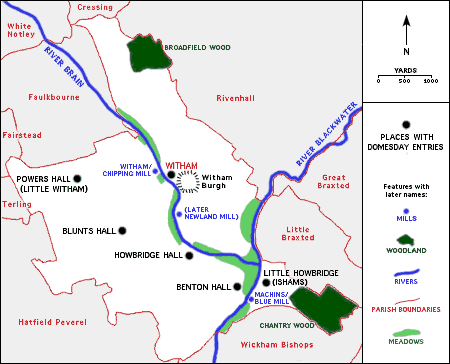 Cressing
White
Notley
RIVER BRAIN
BROADFIELD WOOD
Faulkbourne
Rivenhall
RIVER BLACKWATER
Fairstead
WITHAM/
CHIPPING MILL
WITHAM
Witham
Burgh
POWERS HALL
(LITTLE WITHAM)
Great
Braxted
Terling
(LATER
NEWLAND MILL)
BLUNTS HALL
Little
Braxted
HOWBRIDGE HALL
LITTLE HOWBRIDGE
(ISHAMS)
BENTON HALL
MACHINS/
BLUE MILL
CHANTRY WOOD
Hatfield Peverel
Wickham Bishops
N
YARDS
0 500 1000
PLACES WITH
DOMESDAY ENTRIES
Features with
later names:
MILLS
WOODLAND
RIVERS
PARISH BOUNDARIES
MEADOWS